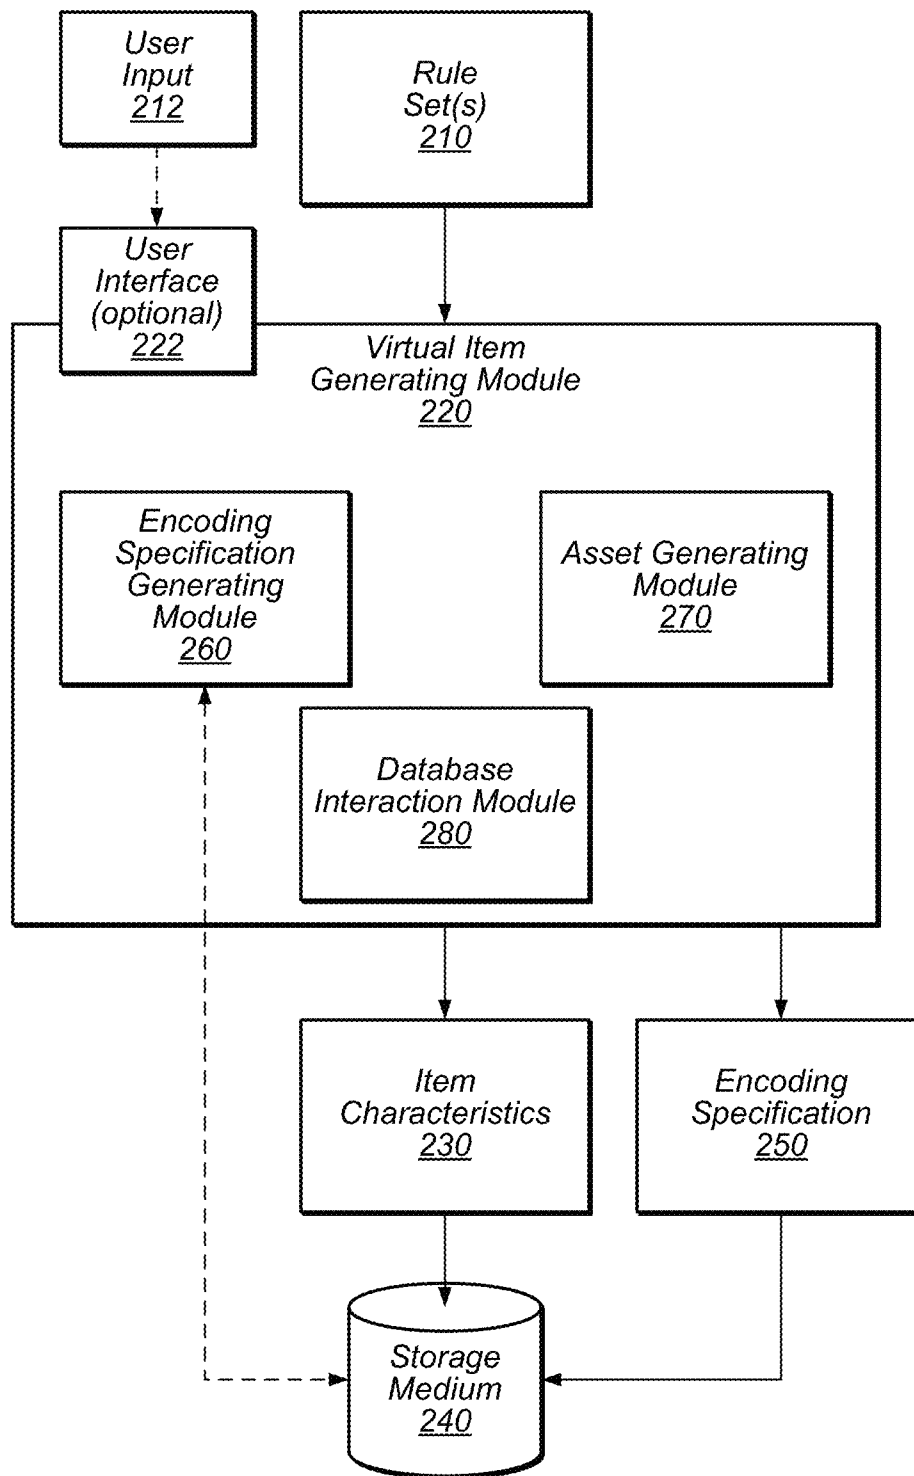 User
Input
212
Rule
Set(s)
210
User
Interface
(optional)
222
Virtual Item
Generating Module
220
Encoding
Specification
Generating
Module
260
Asset Generating
Module
270
Database
Interaction Module
280
Item
Characteristics
230
Encoding
Specification
250
Storage
Medium
240